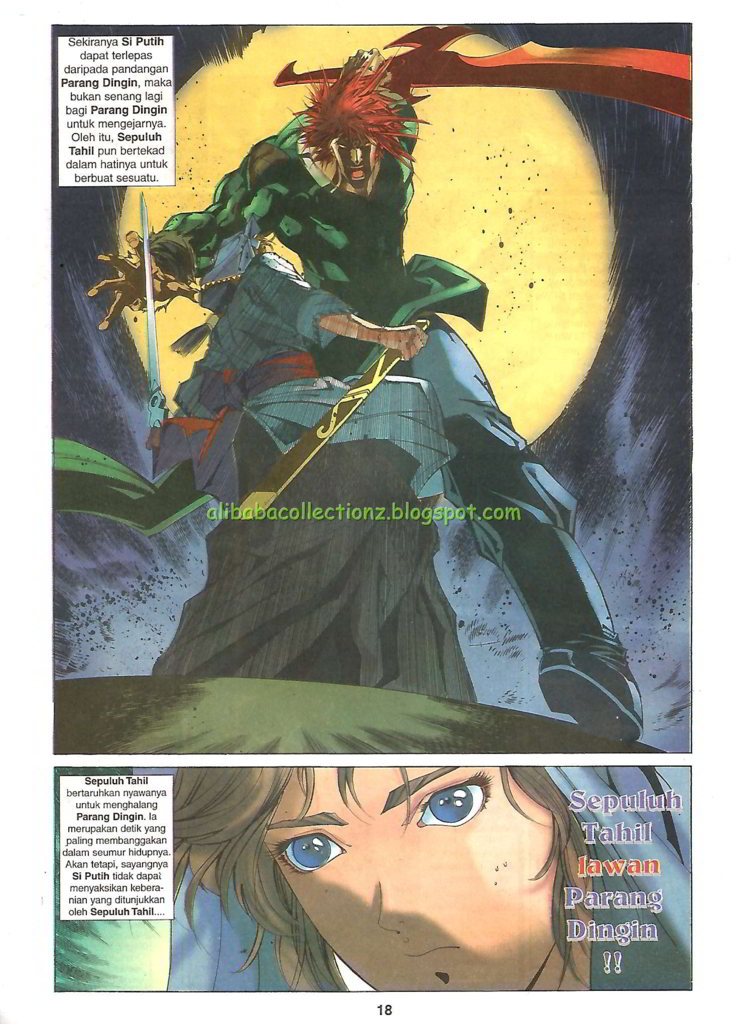 Sekiranya Si Putih
dapat terlepas
daripada pandangan
Parang Dingin, maka
bukan senang lagi
bagi Parang Dingin
untuk mengejarnya.
Oleh itu, Sepuluh
Tahil pun bertekad
dalam hatinya untuk
berbuat sesuatu.
alibabacollectionz.blogspot.com
Sepuluh Tahil
bertaruhkan nyawanya
untuk menghalang
Parang Dingin. Ia
merupakan detik yang
paling membanggakan
dalam seumur hidupnya.
Akan tetapi, sayangnya
Si Putih tidak dapat
menyaksikan kebera-
nian yang ditunjukkan
oleh Sepuluh Tahil....
Sepuluh
Tahil
lawan
Parang
Dingin
!!
18